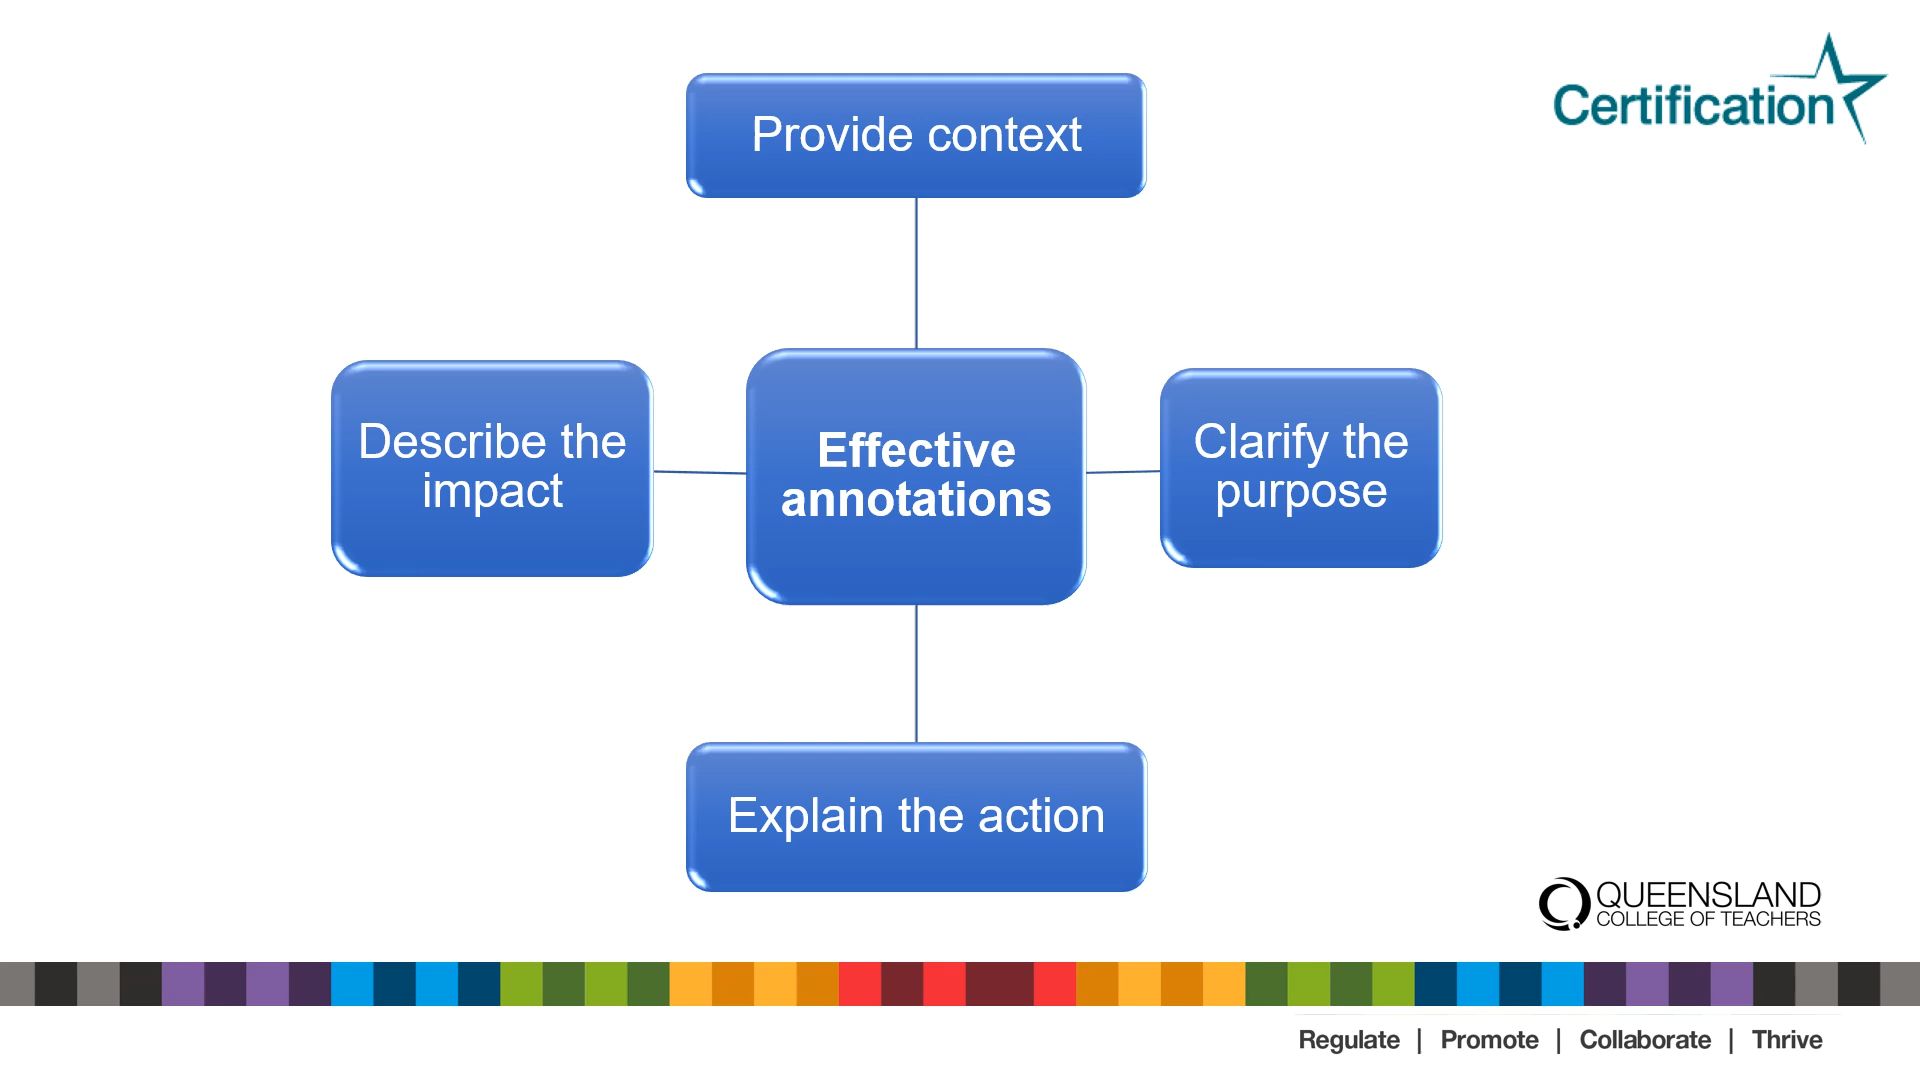 Provide context
Certification
Describe the
impact
Effective
annotations
Clarify the
purpose
Explain the action
QUEENSLAND
COLLEGE OF TEACHERS
Regulate | Promote | Collaborate | Thrive